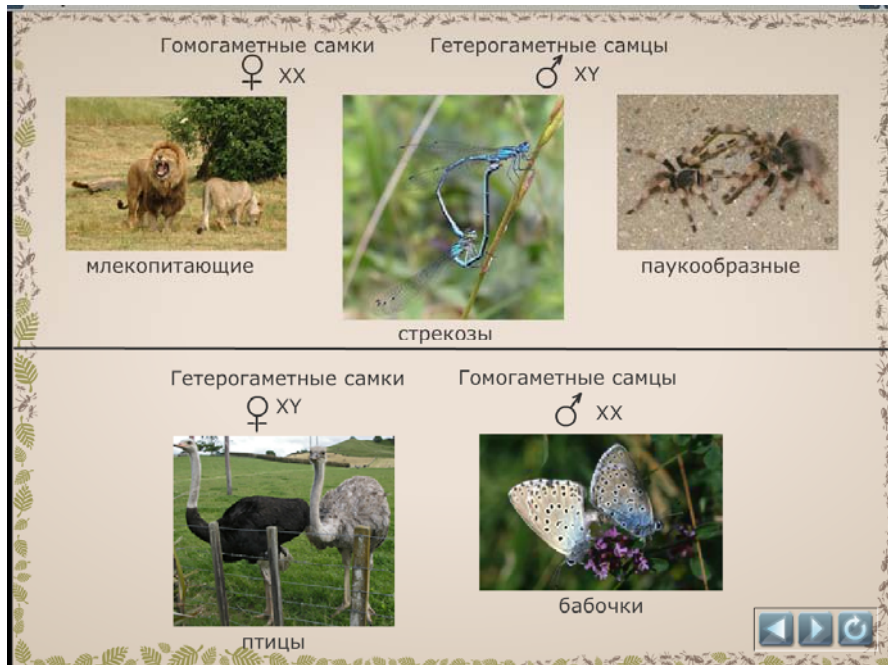 Гомогаметные самки
Гетерогаметные самцы
♀ XX
♂ XY
млекопитающие
стрекозы
паукообразные
Гетерогаметные самки
Гомогаметные самцы
♀ XY
♂ XX
птицы
бабочки